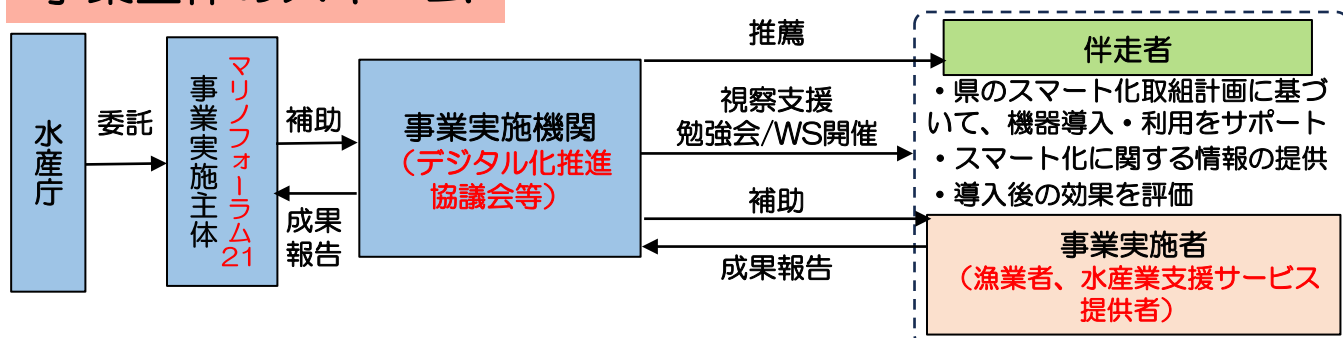 水産庁
委託
事業実施主体
マリノフォーラム21
補助
成果
報告
事業実施機関
（デジタル化推進
協議会等）
推薦
視察支援
勉強会/WS開催
補助
成果報告
伴走者
・県のスマート化取組計画に基づ
いて、機器導入・利用をサポート
・スマート化に関する情報の提供
・導入後の効果を評価
事業実施者
（漁業者、水産業支援サービス
提供者）